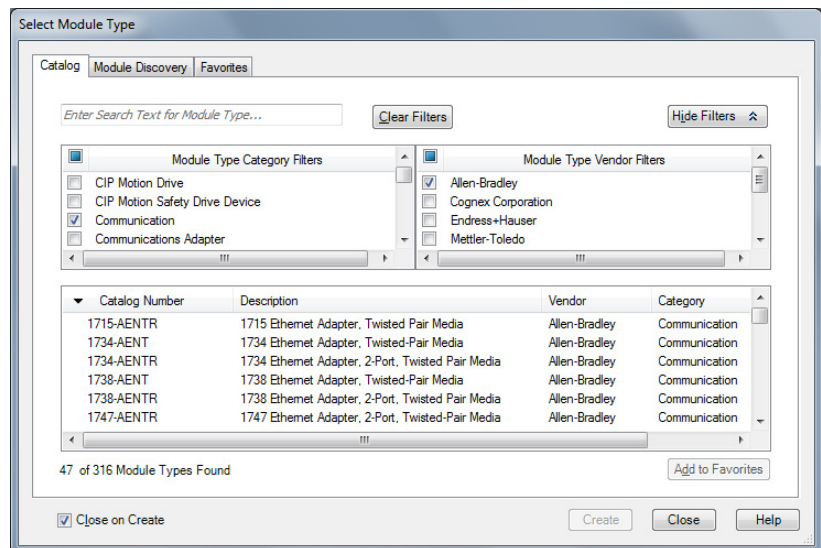 Select Module Type
Catalog Module Discovery Favorites
Enter Search Text for Module Type... Clear Filters Hide Filters
Module Type Category Filters Module Type Vendor Filters
CIP Motion Drive Allen-Bradley
CIP Motion Safety Drive Device Cognex Corporation
Communication Endress+Hauser
Communications Adapter Mettler-Toledo
Catalog Number Description Vendor Category
1715-AENTR 1715 Ethernet Adapter, Twisted Pair Media Allen-Bradley Communication
1734-AENT 1734 Ethernet Adapter, Twisted-Pair Media Allen-Bradley Communication
1734-AENTR 1734 Ethernet Adapter, 2-Port, Twisted-Pair Media Allen-Bradley Communication
1738-AENT 1738 Ethernet Adapter, Twisted-Pair Media Allen-Bradley Communication
1738-AENTR 1738 Ethernet Adapter, 2-Port, Twisted-Pair Media Allen-Bradley Communication
1747-AENTR 1747 Ethernet Adapter, 2-Port, Twisted-Pair Media Allen-Bradley Communication
47 of 316 Module Types Found Add to Favorites
Close on Create Create Close Help